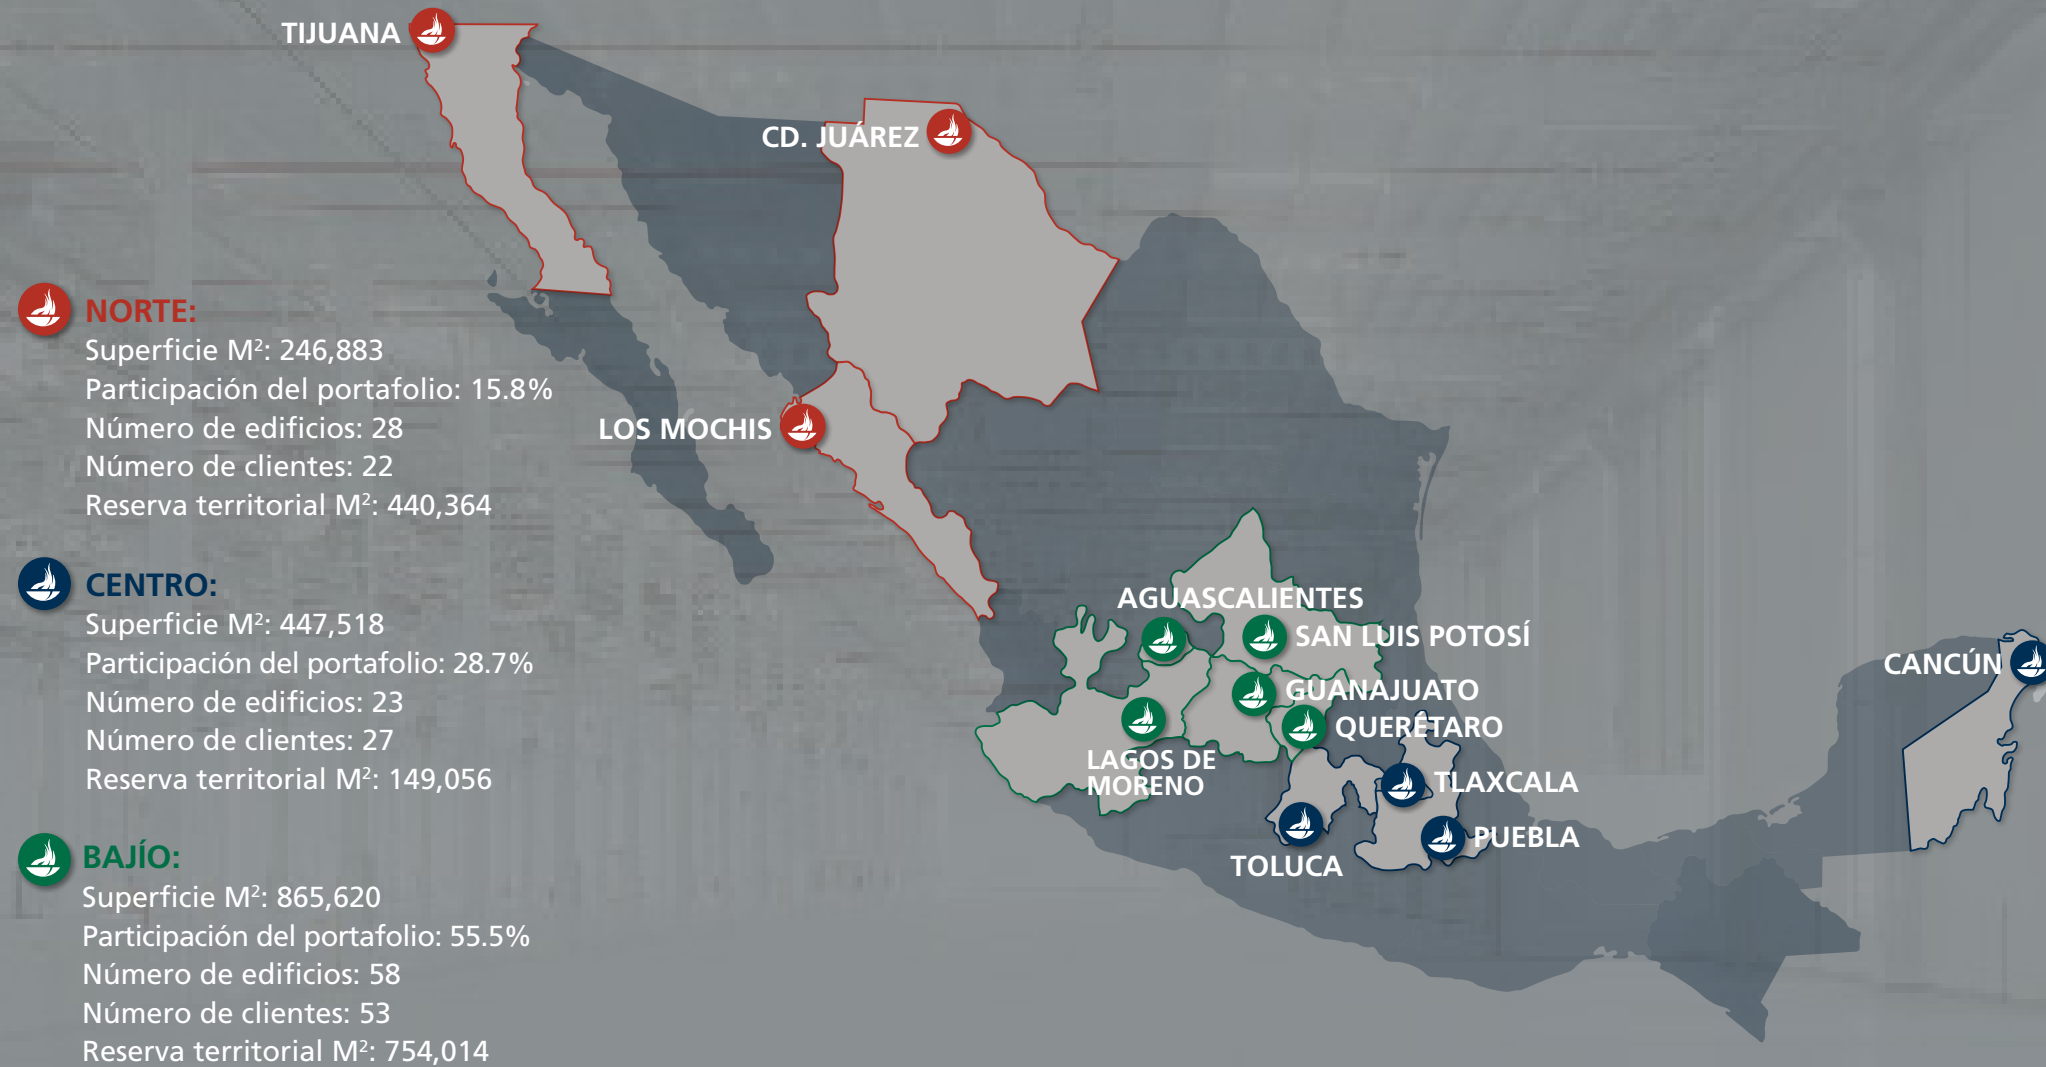 TIJUANA
CD. JUÁREZ
NORTE:
Superficie M²: 246,883
Participación del portafolio: 15.8%
Número de edificios: 28
Número de clientes: 22
Reserva territorial M²: 440,364
LOS MOCHIS
CENTRO:
Superficie M²: 447,518
Participación del portafolio: 28.7%
Número de edificios: 23
Número de clientes: 27
Reserva territorial M²: 149,056
BAJÍO:
Superficie M²: 865,620
Participación del portafolio: 55.5%
Número de edificios: 58
Número de clientes: 53
Reserva territorial M²: 754,014
AGUASCALIENTES
SAN LUIS POTOSÍ
CANCÚN
GUANAJUATO
QUERÉTARO
LAGOS DE
MORENO
TLAXCALA
PUEBLA
TOLUCA